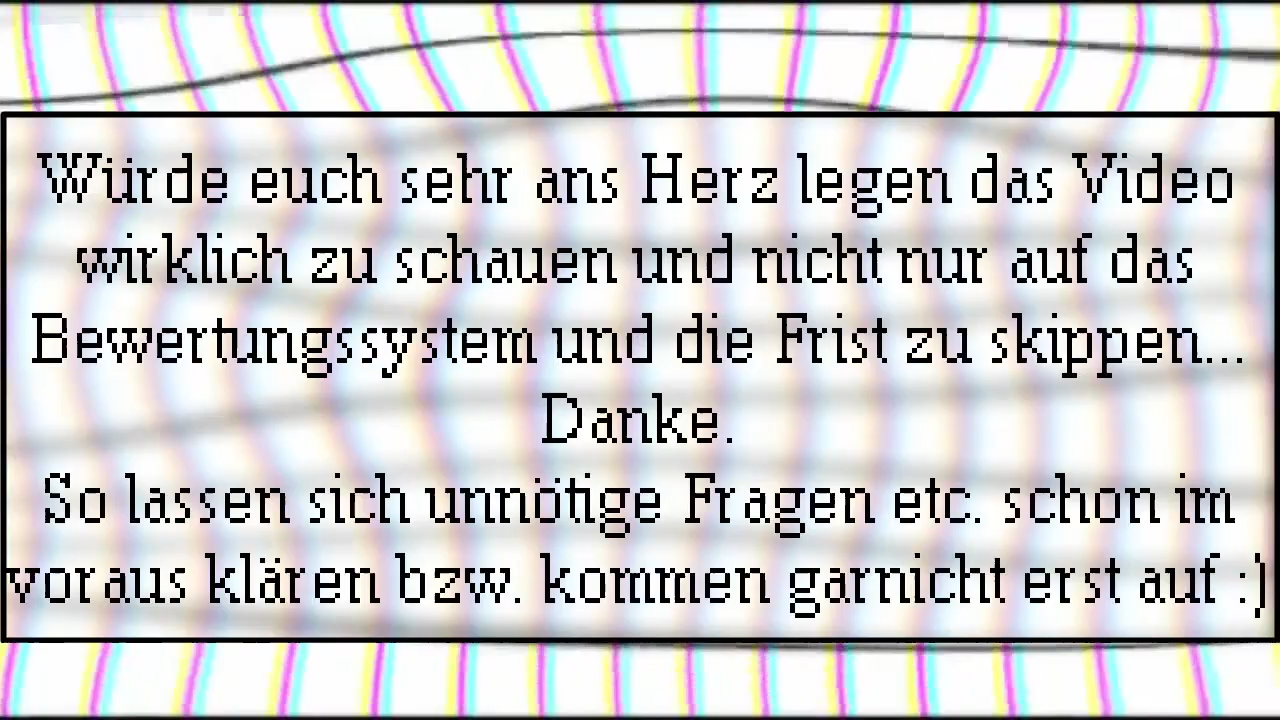 Würde euch sehr ans Herz legen das Video
wirklich zu schauen und nicht nur auf das
Bewertungssystem und die Frist zu skippen...
Danke.
So lassen sich unnötige Fragen etc. schon im
voraus klären bzw. kommen garnicht erst auf :)